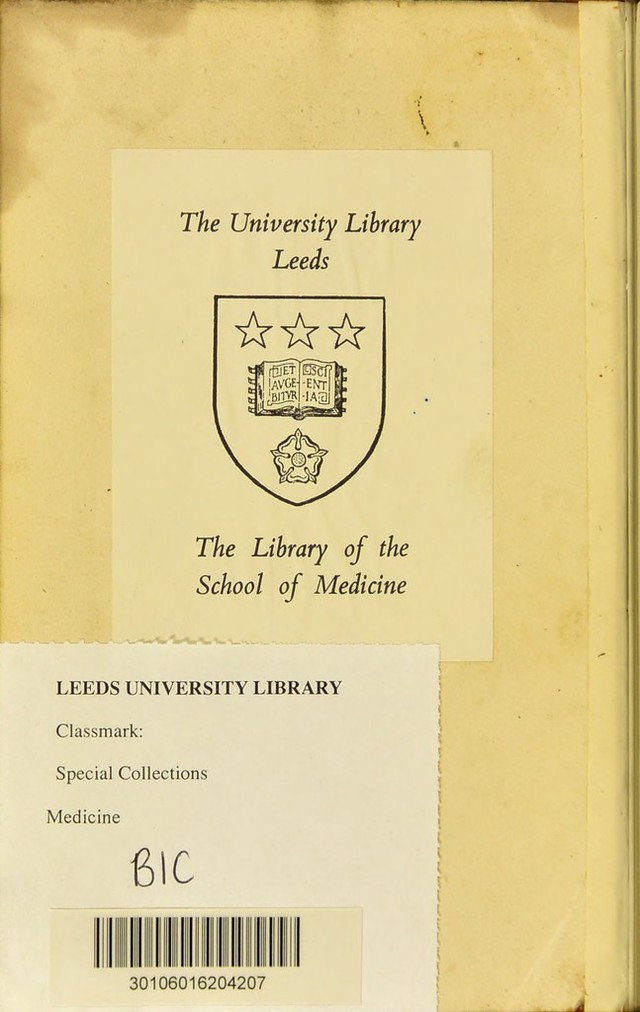 The University Library
Leeds
ET
AVGE-
BITVR
SCI
-ENT
IA
The Library of the
School of Medicine
LEEDS UNIVERSITY LIBRARY
Classmark:
Special Collections
Medicine
BIC
30106016204207